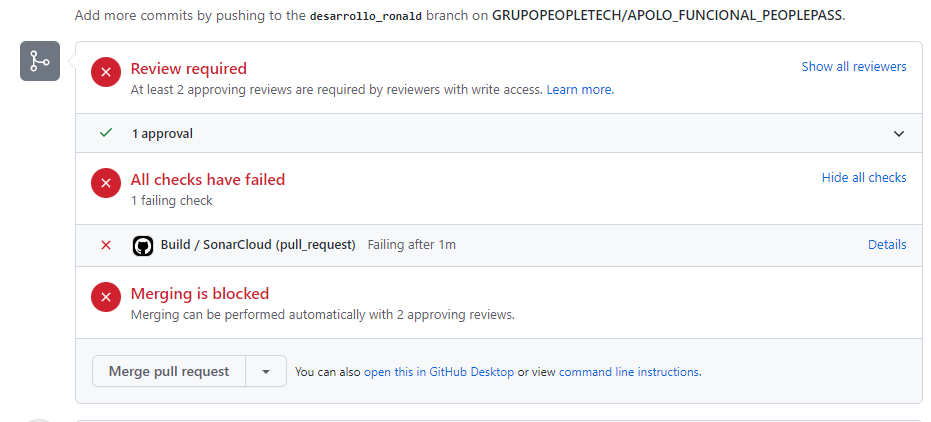 Add more commits by pushing to the desarrollo_ronald branch on GRUPOPEOPLETECH/APOLO_FUNCIONAL_PEOPLEPASS.
Review required
Show all reviewers
At least 2 approving reviews are required by reviewers with write access. Learn more.
1 approval
All checks have failed
Hide all checks
1 failing check
Build / SonarCloud (pull_request) Failing after 1m
Details
Merging is blocked
Merging can be performed automatically with 2 approving reviews.
Merge pull request
You can also open this in GitHub Desktop or view command line instructions.